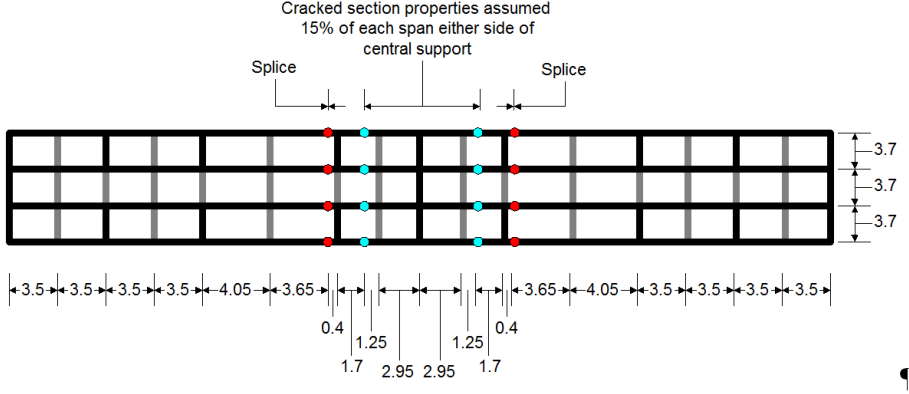 Cracked section properties assumed
15% of each span either side of
central support
Splice
Splice
3.7
3.7
3.7
3.5 3.5 3.5 3.5 4.05 3.65 3.65 4.05 3.5 3.5 3.5 3.5
0.4 0.4
1.25 1.25
1.7 2.95 2.95 1.7
¶